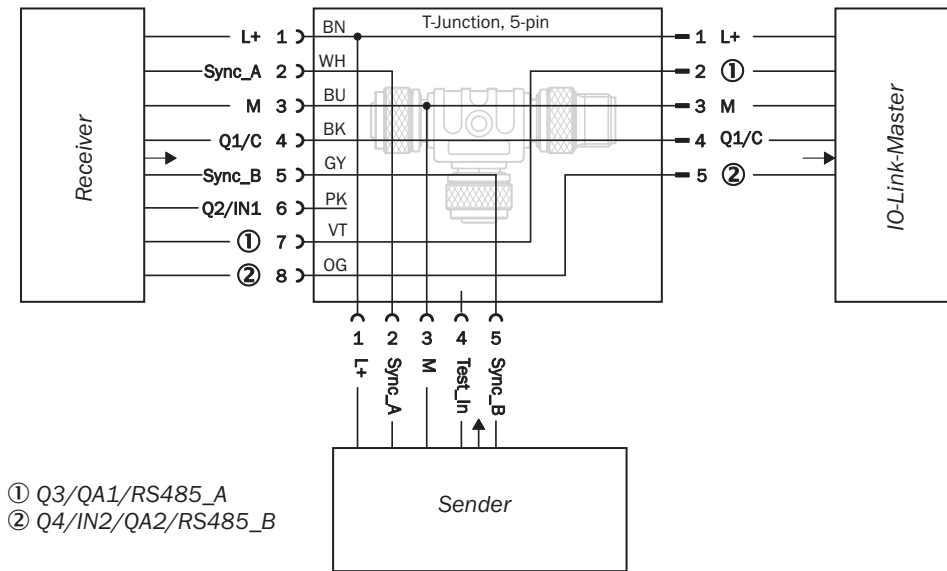 T-Junction, 5-pin
L+ 1 BN 1 L+
Sync_A 2 WH 2 ①
M 3 BU 3 M
Q1/C 4 BK 4 Q1/C
Sync_B 5 GY 5 ②
Q2/IN1 6 PK
① 7 VT
② 8 OG
Receiver
IO-Link-Master
1 2 3 4 5
L+ Sync_A M Test_In Sync_B
Sender
① Q3/QA1/RS485_A
② Q4/IN2/QA2/RS485_B